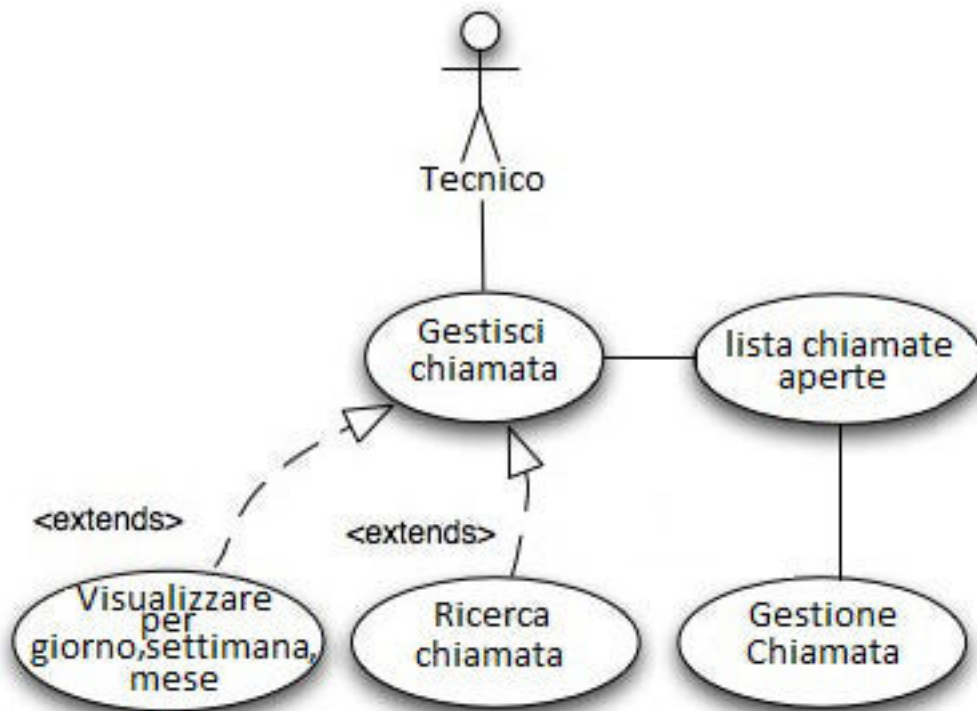 Tecnico
Gestisci
chiamata
lista chiamate
aperte
<extends>
<extends>
Visualizzare
per
giorno,settimana,
mese
Ricerca
chiamata
Gestione
Chiamata